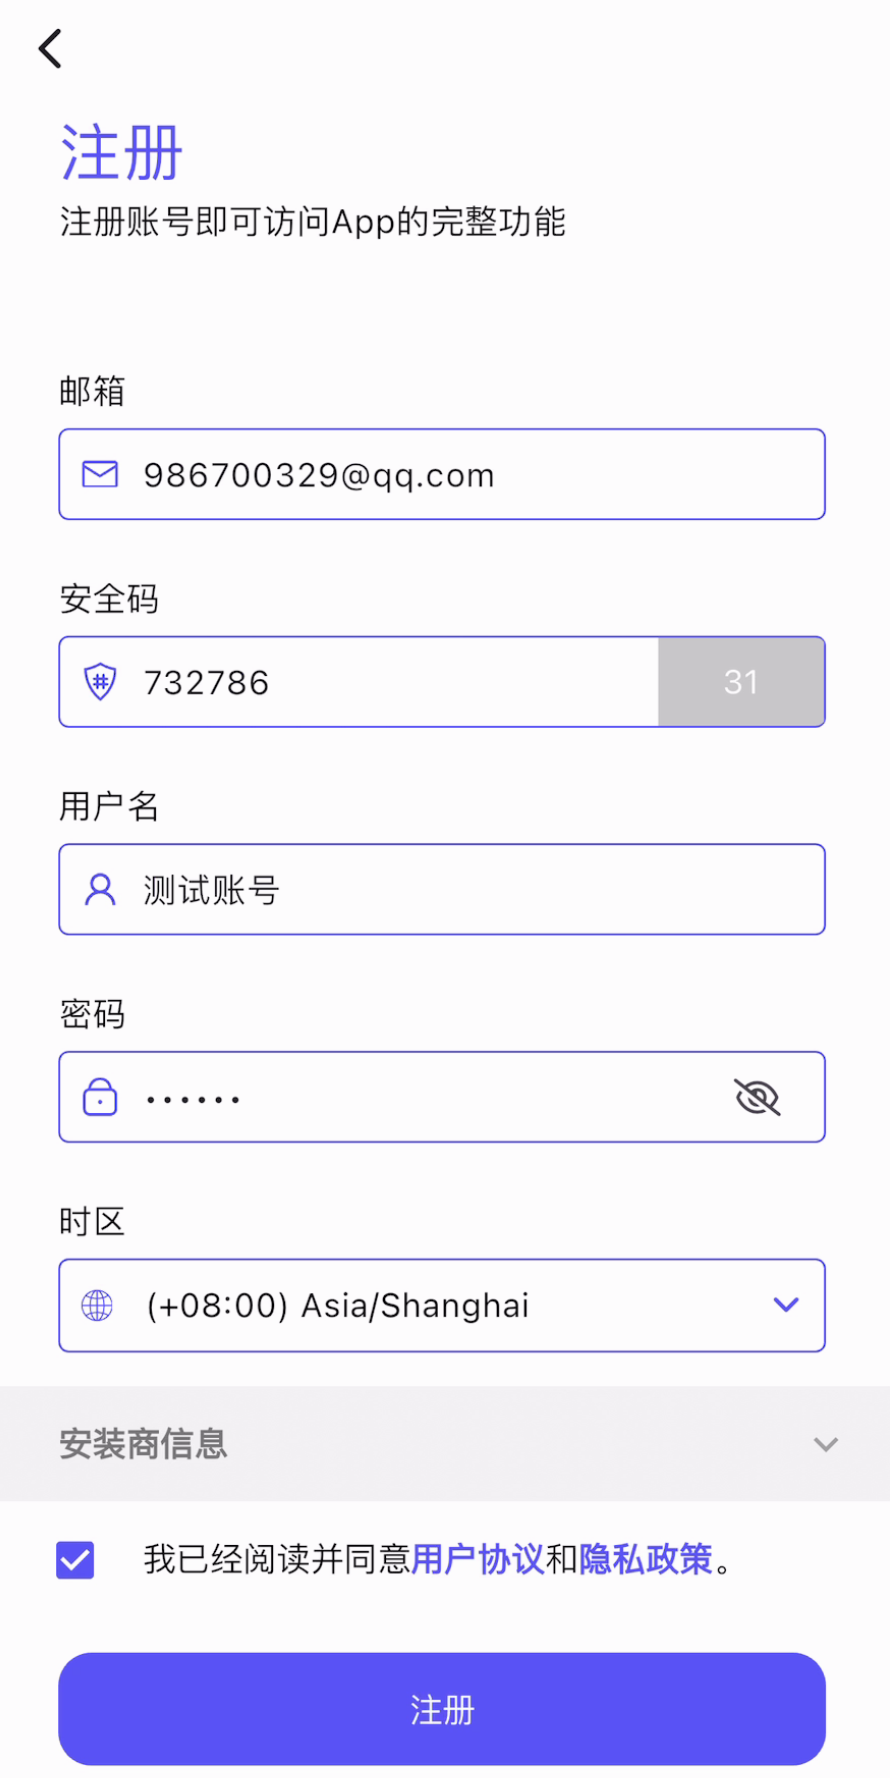 注册
注册账号即可访问App的完整功能
邮箱
986700329@qq.com
安全码
732786
31
用户名
测试账号
密码
••••••
时区
(+08:00) Asia/Shanghai
安装商信息
我已经阅读并同意用户协议和隐私政策。
注册